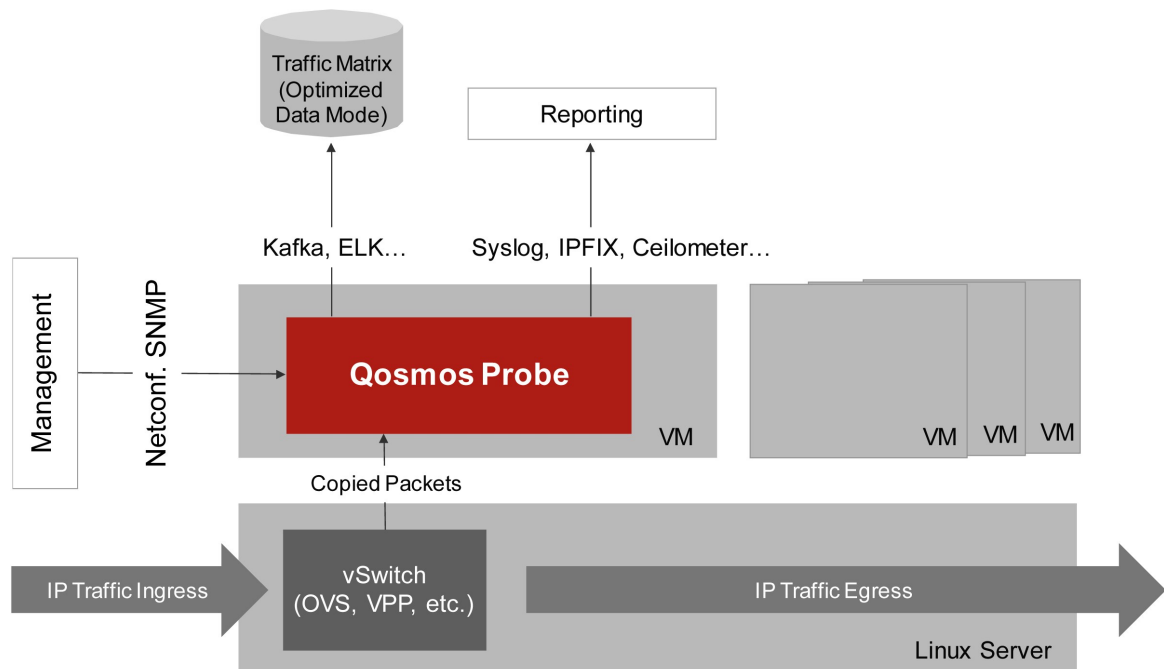 Traffic Matrix
(Optimized
Data Mode)
Reporting
Kafka, ELK…
Syslog, IPFIX, Ceilometer…
Management
Netconf. SNMP
Qosmos Probe
VM
VM
VM
VM
Copied Packets
IP Traffic Ingress
vSwitch
(OVS, VPP, etc.)
IP Traffic Egress
Linux Server